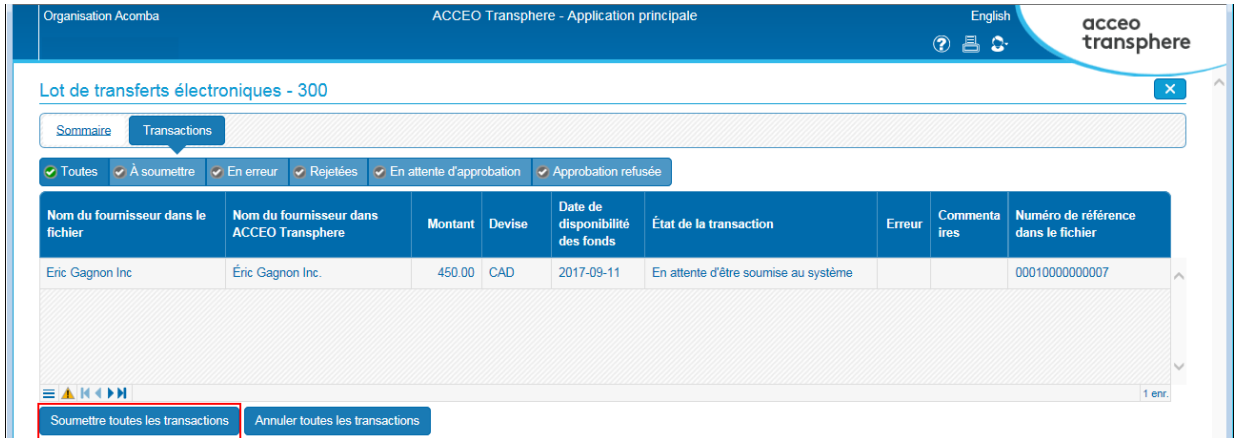 Organisation Acomba
ACCEO Transphere - Application principale
English
acceo
transphere
Lot de transferts électroniques - 300
Sommaire
Transactions
Toutes
À soumettre
En erreur
Rejetées
En attente d'approbation
Approbation refusée
Nom du fournisseur dans le
fichier
Nom du fournisseur dans
ACCEO Transphere
Montant
Devise
Date de
disponibilité
des fonds
État de la transaction
Erreur
Commenta
ires
Numéro de référence
dans le fichier
Eric Gagnon Inc
Éric Gagnon Inc.
450.00
CAD
2017-09-11
En attente d'être soumise au système
00010000000007
1 enr.
Soumettre toutes les transactions
Annuler toutes les transactions